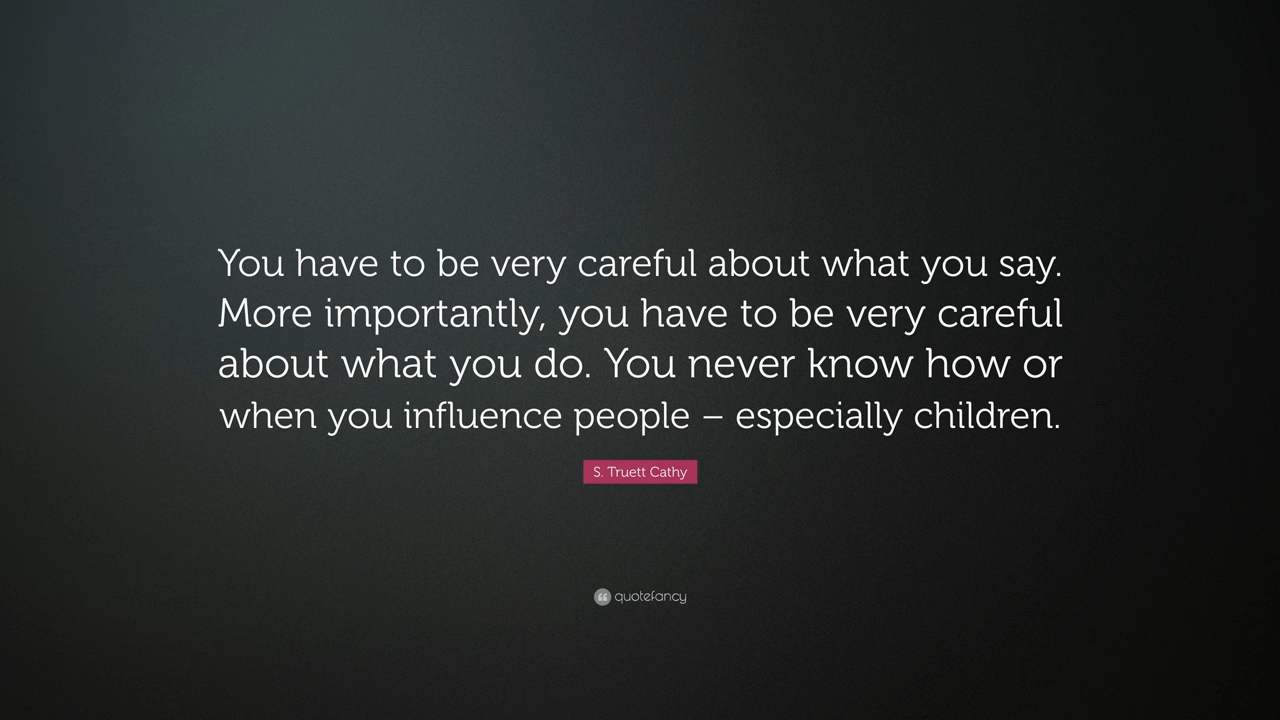 You have to be very careful about what you say.
More importantly, you have to be very careful
about what you do. You never know how or
when you influence people – especially children.
S. Truett Cathy
quotefancy